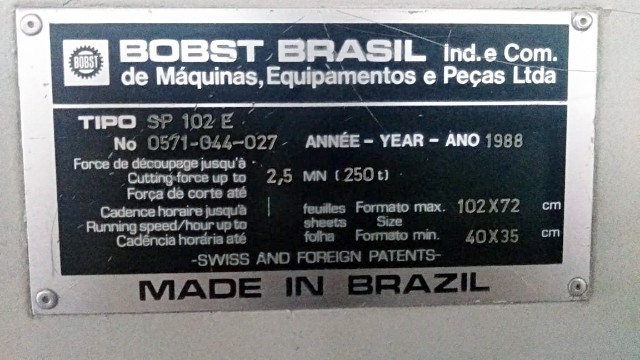 BOBST
BOBST BRASIL Ind. e Com.
de Máquinas, Equipamentos e Peças Ltda
TIPO SP 102 E
No 0571-044-027 ANNÉE - YEAR - ANO 1988
Force de découpage jusqu'à
Cutting force up to 2,5 MN (250 t)
Força de corte até
Cadence horaire jusqu'à feuilles Formato max. 102X72 cm
Running speed/hour up to sheets Size
Cadência horária até folha Formato min. 40X35 cm
-SWISS AND FOREIGN PATENTS-
MADE IN BRAZIL